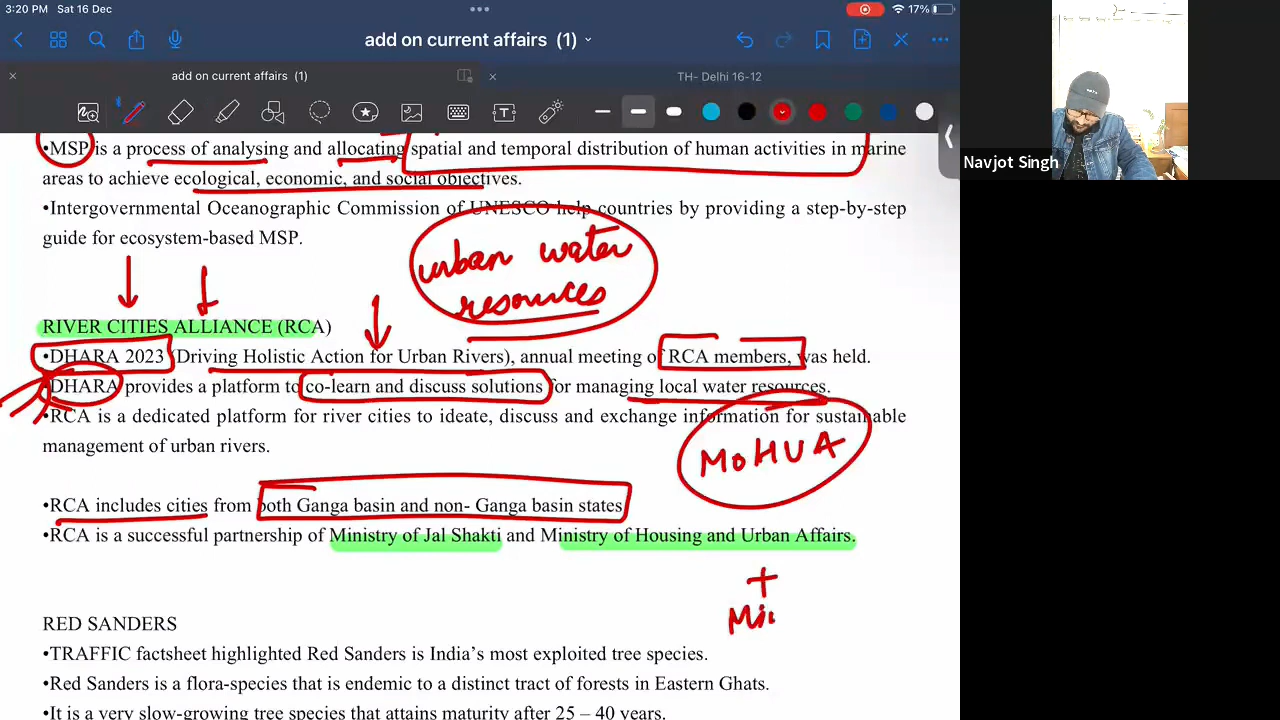 3:20 PM Sat 16 Dec
17%
add on current affairs (1)
add on current affairs (1)
TH- Delhi 16-12
•MSP is a process of analysing and allocating spatial and temporal distribution of human activities in marine
areas to achieve ecological, economic, and social objectives.
•Intergovernmental Oceanographic Commission of UNESCO help countries by providing a step-by-step
guide for ecosystem-based MSP.
urban water
resources
RIVER CITIES ALLIANCE (RCA)
•DHARA 2023 (Driving Holistic Action for Urban Rivers), annual meeting of RCA members, was held.
•DHARA provides a platform to co-learn and discuss solutions for managing local water resources.
•RCA is a dedicated platform for river cities to ideate, discuss and exchange information for sustainable
management of urban rivers.
MoHUA
•RCA includes cities from both Ganga basin and non- Ganga basin states
•RCA is a successful partnership of Ministry of Jal Shakti and Ministry of Housing and Urban Affairs.
+
RED SANDERS
•TRAFFIC factsheet highlighted Red Sanders is India's most exploited tree species.
•Red Sanders is a flora-species that is endemic to a distinct tract of forests in Eastern Ghats.
•It is a very slow-growing tree species that attains maturity after 25 – 40 years.
Navjot Singh